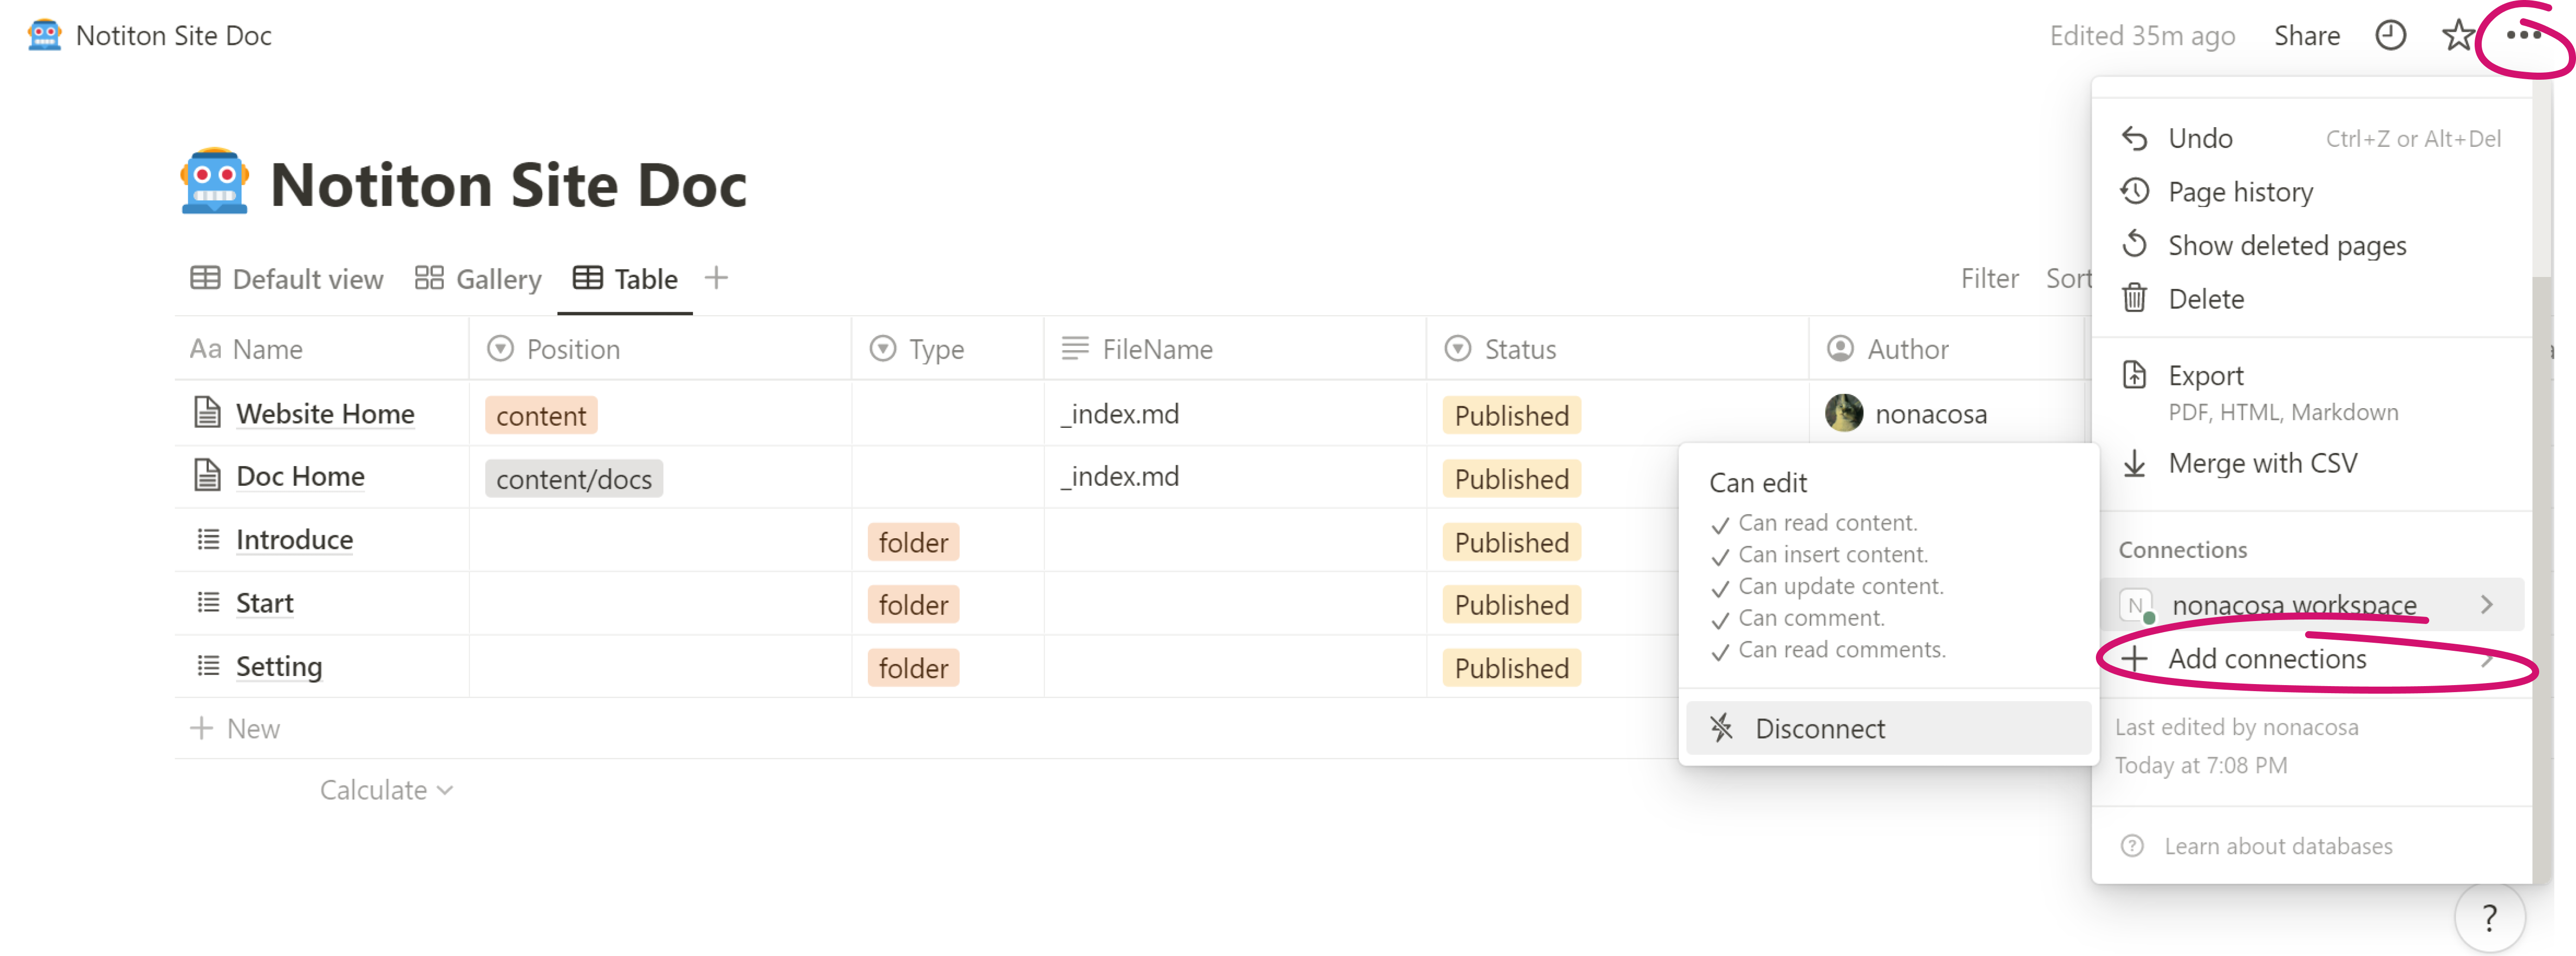 Notiton Site Doc
Edited 35m ago Share
Notiton Site Doc
Default view Gallery Table
Filter Sort
Aa Name Position Type FileName Status Author
Website Home content _index.md Published nonacosa
Doc Home content/docs _index.md Published
Introduce folder Published
Start folder Published
Setting folder Published
New
Calculate
Undo Ctrl+Z or Alt+Del
Page history
Show deleted pages
Delete
Export
PDF, HTML, Markdown
Merge with CSV
Connections
N nonacosa workspace
Add connections
Last edited by nonacosa
Today at 7:08 PM
? Learn about databases
Can edit
Can read content.
Can insert content.
Can update content.
Can comment.
Can read comments.
Disconnect
?